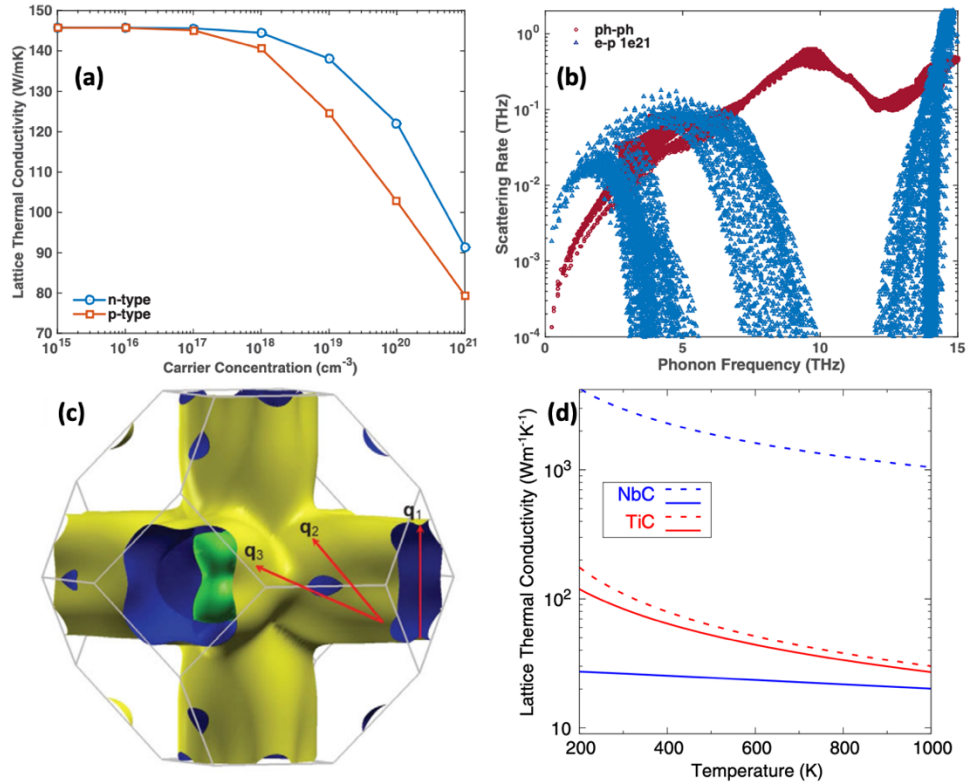 150
140
130
120
110
100
90
80
70
Lattice Thermal Conductivity (W/mK)
(a)
n-type
p-type
10^15 10^16 10^17 10^18 10^19 10^20 10^21
Carrier Concentration (cm^-3)
ph-ph
e-p 1e21
(b)
10^0
10^-1
10^-2
10^-3
10^-4
Scattering Rate (THz)
0 5 10 15
Phonon Frequency (THz)
(c)
q1
q2
q3
(d)
10^3
10^2
10
Lattice Thermal Conductivity (Wm^-1K^-1)
NbC
TiC
200 400 600 800 1000
Temperature (K)